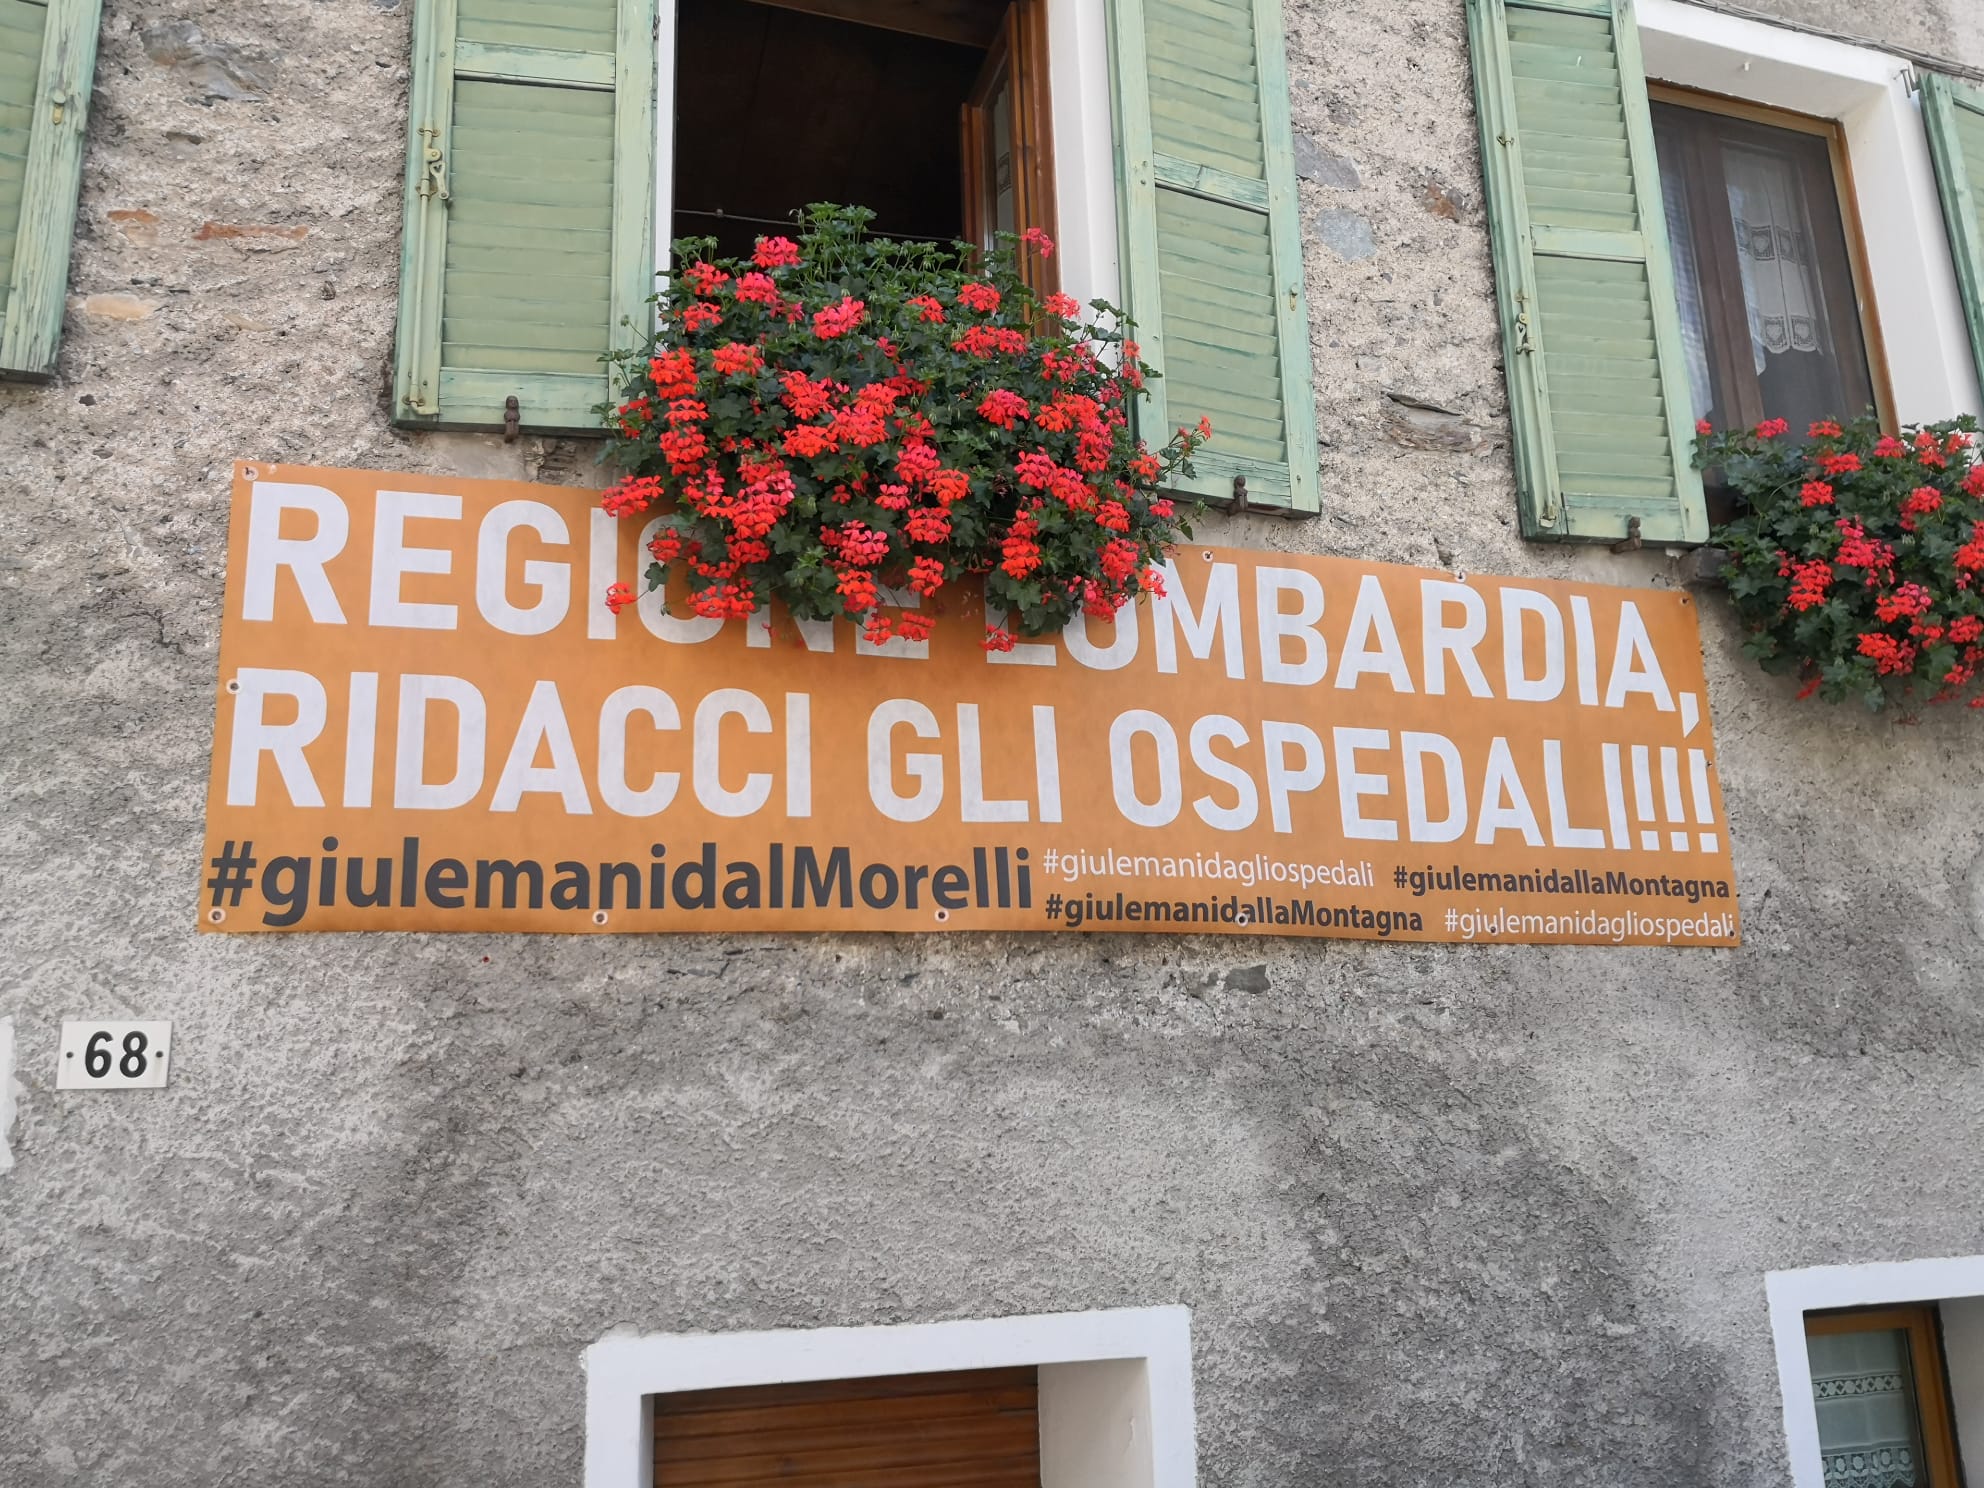 REGIONE LOMBARDIA,
RIDACCI GLI OSPEDALI!!!!
#giulemanidalMorelli #giulemanidagliospedali #giulemanidallaMontagna
#giulemanidallaMontagna #giulemanidagliospedali
68